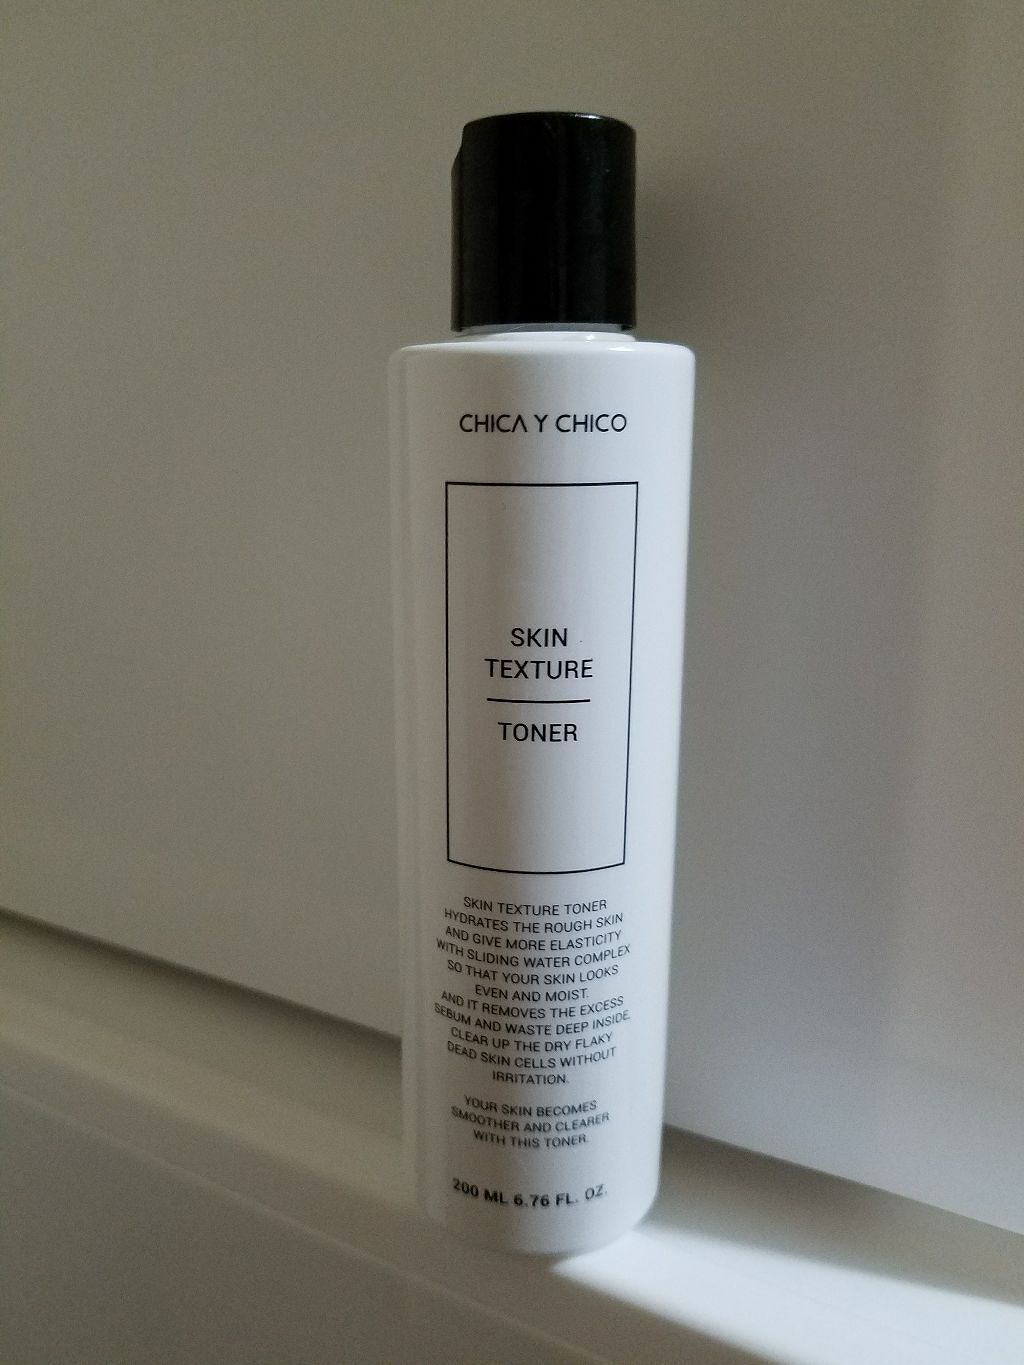 CHICA Y CHICO
SKIN
TEXTURE
TONER
SKIN TEXTURE TONER
HYDRATES THE ROUGH SKIN
AND GIVE MORE ELASTICITY
WITH SLIDING WATER COMPLEX
SO THAT YOUR SKIN LOOKS
EVEN AND MOIST.
AND IT REMOVES THE EXCESS
SEBUM AND WASTE DEEP INSIDE,
CLEAR UP THE DRY FLAKY
DEAD SKIN CELLS WITHOUT
IRRITATION.
YOUR SKIN BECOMES
SMOOTHER AND CLEARER
WITH THIS TONER.
200 ML 6.76 FL. OZ.